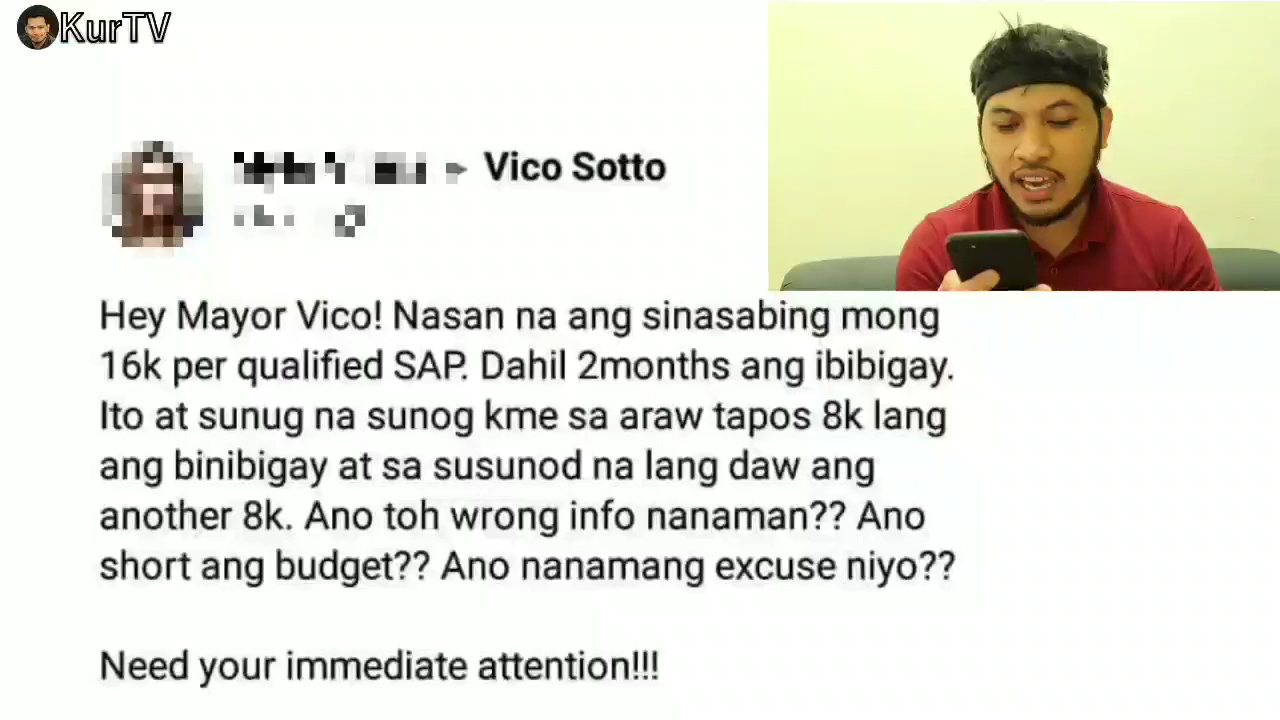 KurTV
Vico Sotto
Hey Mayor Vico! Nasan na ang sinasabing mong
16k per qualified SAP. Dahil 2months ang ibibigay.
Ito at sunug na sunog kme sa araw tapos 8k lang
ang binibigay at sa susunod na lang daw ang
another 8k. Ano toh wrong info nanaman?? Ano
short ang budget?? Ano nanamang excuse niyo??
Need your immediate attention!!!